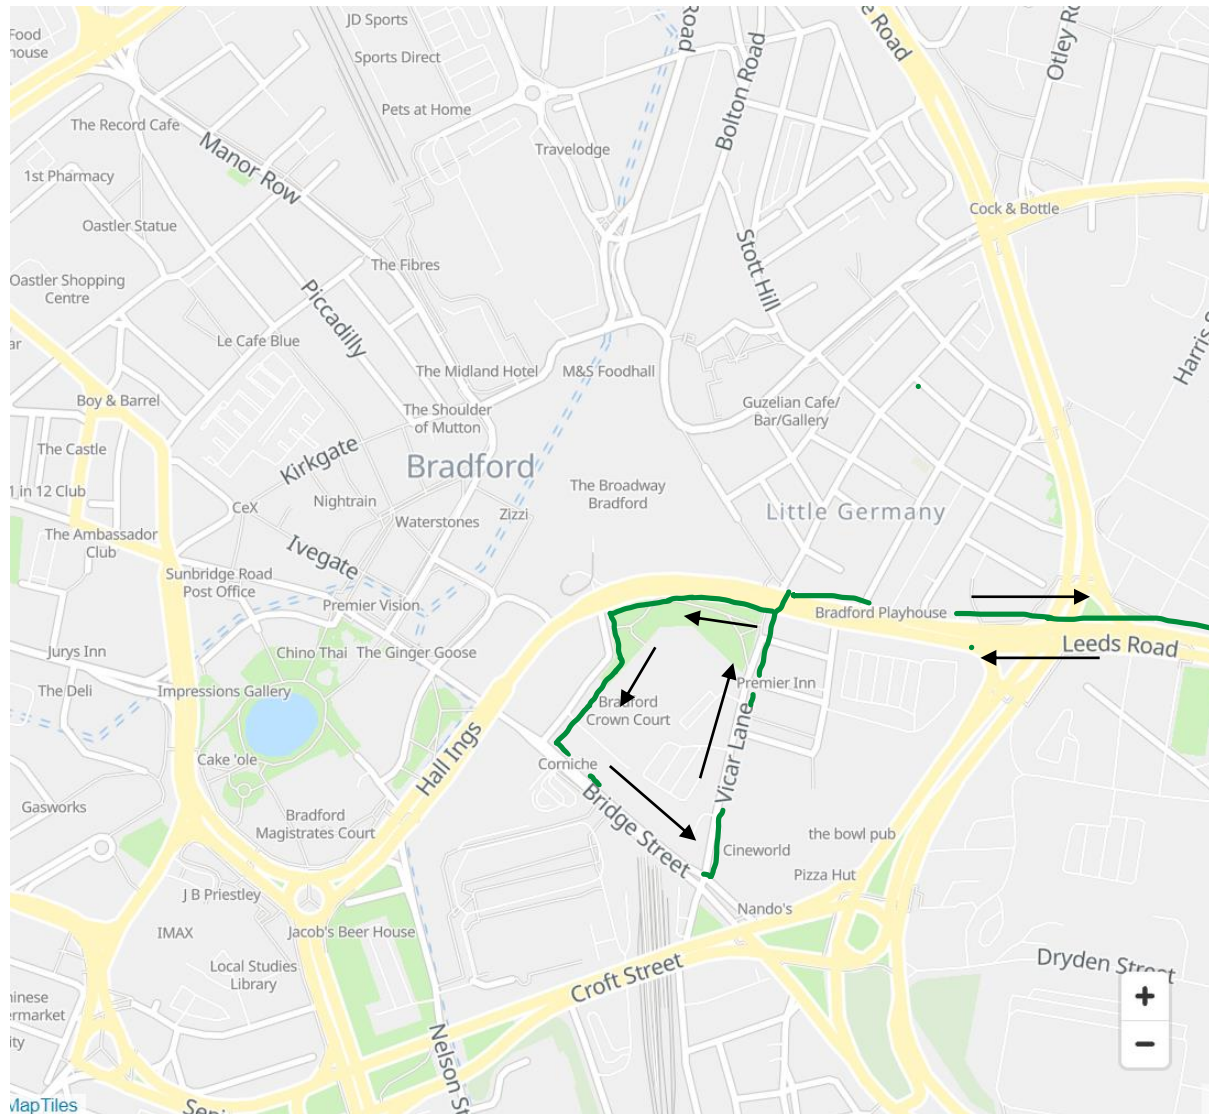 Food
house
JD Sports
Sports Direct
Road
Road
Otley Ro
Bolton Road
Pets at Home
The Record Cafe
Manor Row
Travelodge
1st Pharmacy
Cock & Bottle
Oastler Statue
Stott Hill
The Fibres
Oastler Shopping
Centre
Piccadilly
Harris S
Le Cafe Blue
ar
The Midland Hotel
M&S Foodhall
Boy & Barrel
The Shoulder
of Mutton
Guzelian Cafe/
Bar/Gallery
The Castle
Kirkgate
Bradford
1 in 12 Club
Nightrain
The Broadway
Bradford
CeX
Waterstones
Zizzi
Little Germany
The Ambassador
Club
Ivegate
Sunbridge Road
Post Office
Premier Vision
Bradford Playhouse
Leeds Road
Jurys Inn
Chino Thai
The Ginger Goose
The Deli
Impressions Gallery
Premier Inn
Bradford
Crown Court
Vicar Lane
Cake 'ole
Hall Ings
Corniche
Gasworks
Bridge Street
Bradford
Magistrates Court
the bowl pub
Cineworld
Pizza Hut
J B Priestley
Nando's
IMAX
Jacob's Beer House
Local Studies
Library
Croft Street
Dryden Street
hinese
ermarket
ity
+
−
Nelson St
MapTiles